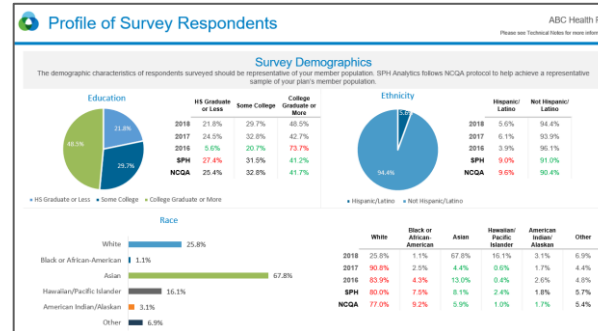 Profile of Survey Respondents
ABC Health
Please see Technical Notes for more
Survey Demographics
The demographic characteristics of respondents surveyed should be representative of your member population. SPH Analytics follows NCQA protocol to help achieve a representative
sample of your plan's member population.
Education
21.8%
29.7%
48.5%
HS Graduate or Less Some College College Graduate or More
HS Graduate or Less Some College College Graduate or More
2018 21.8% 29.7% 48.5%
2017 24.5% 32.8% 42.7%
2016 5.6% 20.7% 73.7%
SPH 27.4% 31.5% 41.2%
NCQA 25.4% 32.8% 41.7%
Ethnicity
5.6%
94.4%
Hispanic/Latino Not Hispanic/Latino
Hispanic/ Latino Not Hispanic/ Latino
2018 5.6% 94.4%
2017 6.1% 93.9%
2016 3.9% 96.1%
SPH 9.0% 91.0%
NCQA 9.6% 90.4%
Race
White 25.8%
Black or African-American 1.1%
Asian 67.8%
Hawaiian/Pacific Islander 16.1%
American Indian/Alaskan 3.1%
Other 6.9%
White Black or African-American Asian Hawaiian/ Pacific Islander American Indian/ Alaskan Other
2018 25.8% 1.1% 67.8% 16.1% 3.1% 6.9%
2017 90.8% 2.5% 4.4% 0.6% 1.7% 4.4%
2016 83.9% 4.3% 13.0% 0.4% 2.6% 4.8%
SPH 80.0% 7.5% 8.1% 2.4% 1.8% 5.7%
NCQA 77.0% 9.2% 5.9% 1.0% 1.7% 5.4%